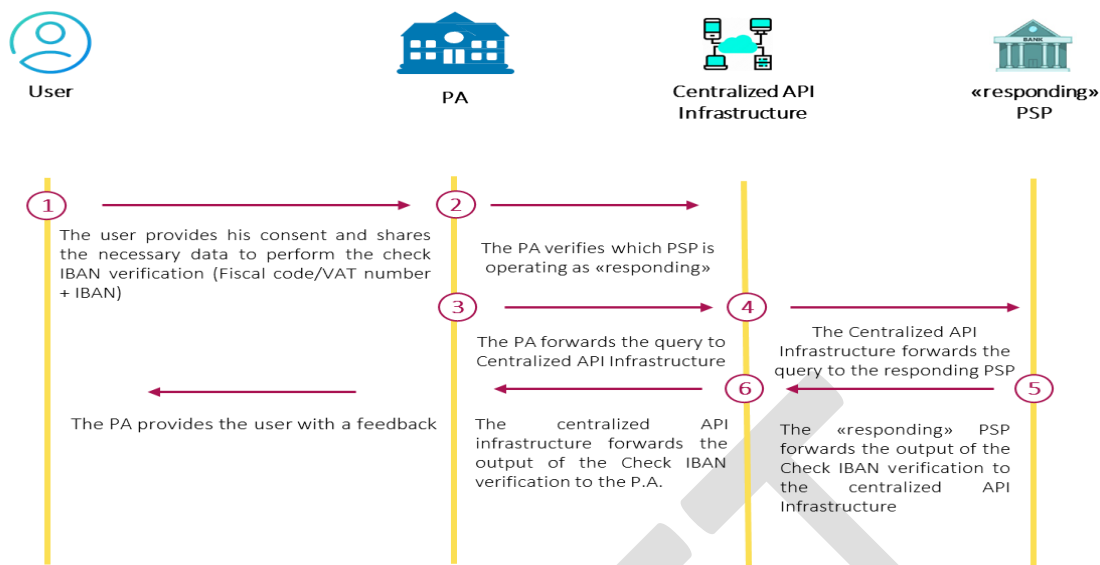 User
PA
Centralized API
Infrastructure
BANK
«responding»
PSP
1
2
The user provides his consent and shares
the necessary data to perform the check
IBAN verification (Fiscal code/VAT number
+ IBAN)
The PA verifies which PSP is
operating as «responding»
3
4
The PA forwards the query to
Centralized API Infrastructure
The Centralized API
Infrastructure forwards the
query to the responding PSP
6
5
The PA provides the user with a feedback
The centralized API
infrastructure forwards the
output of the Check IBAN
verification to the P.A.
The «responding» PSP
forwards the output of the
Check IBAN verification to
the centralized API
Infrastructure